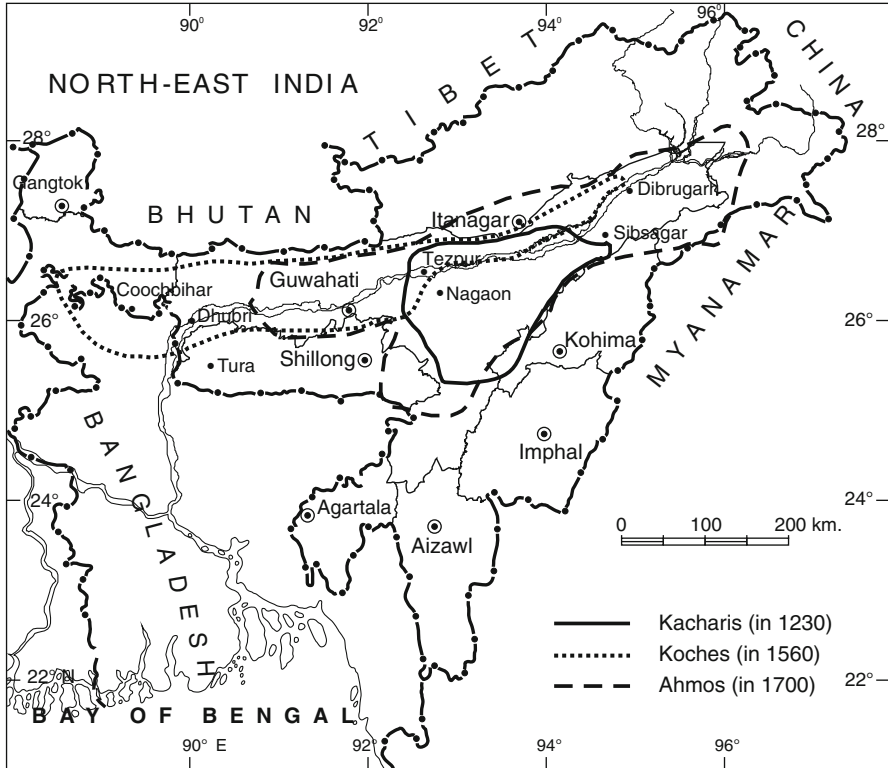 90° 92° 94° 96°
NORTH-EAST INDIA
TIBET
CHINA
28° 28°
Gangtok
BHUTAN
Dibrugarh
Itanagar
Sibsagar
Tezpur
Guwahati
Coochbihar
Nagaon
26° 26°
Dhubri
Kohima
Shillong
Tura
MYANAMAR
BANGLADESH
Imphal
24° 24°
Agartala
Aizawl
0 100 200 km.
Kacharis (in 1230)
Koches (in 1560)
Ahmos (in 1700)
22° N 22°
BAY OF BENGAL
90° E 92 94 96°